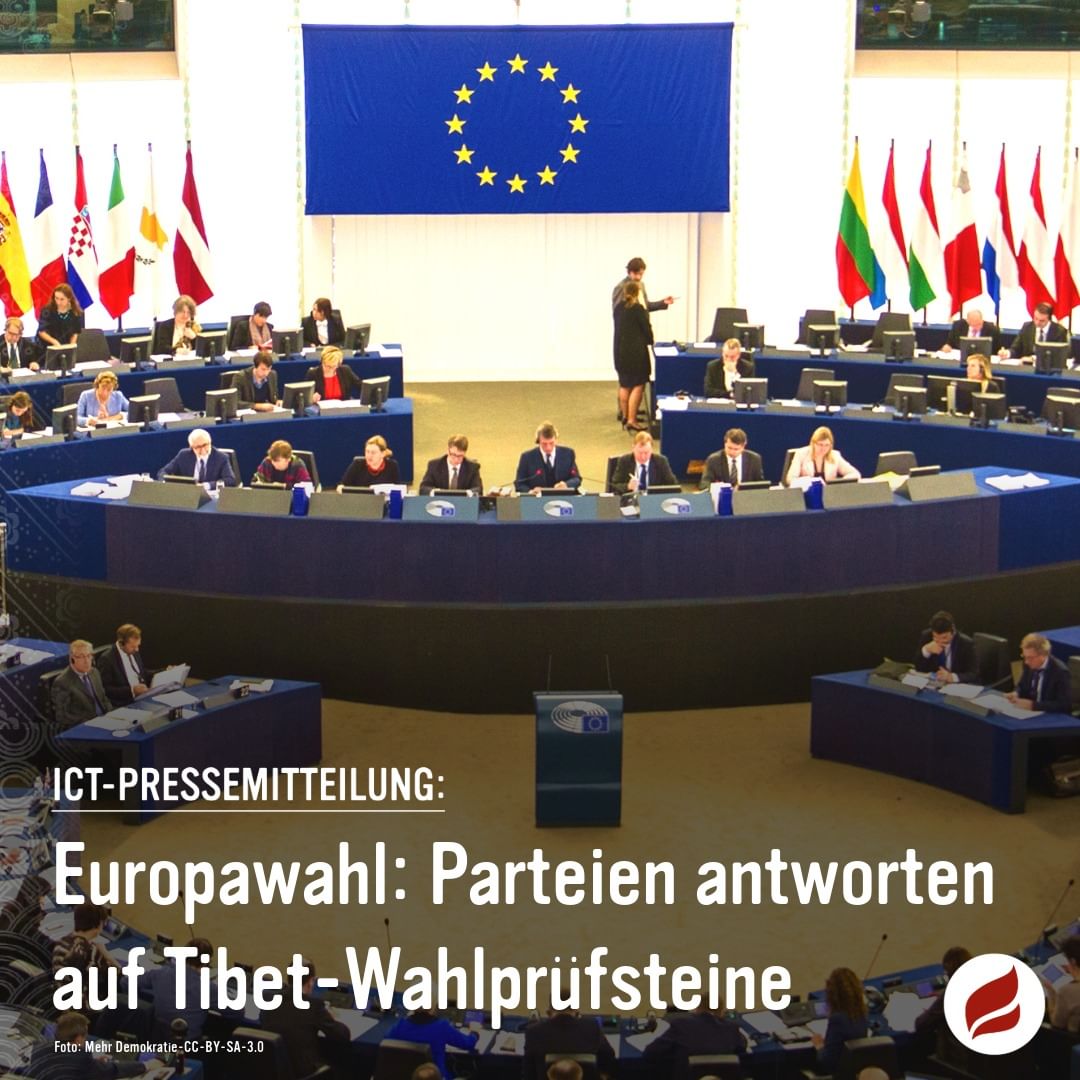 ICT-PRESSEMITTEILUNG:
Europawahl: Parteien antworten
auf Tibet-Wahlprüfsteine
Foto: Mehr Demokratie-CC-BY-SA-3.0